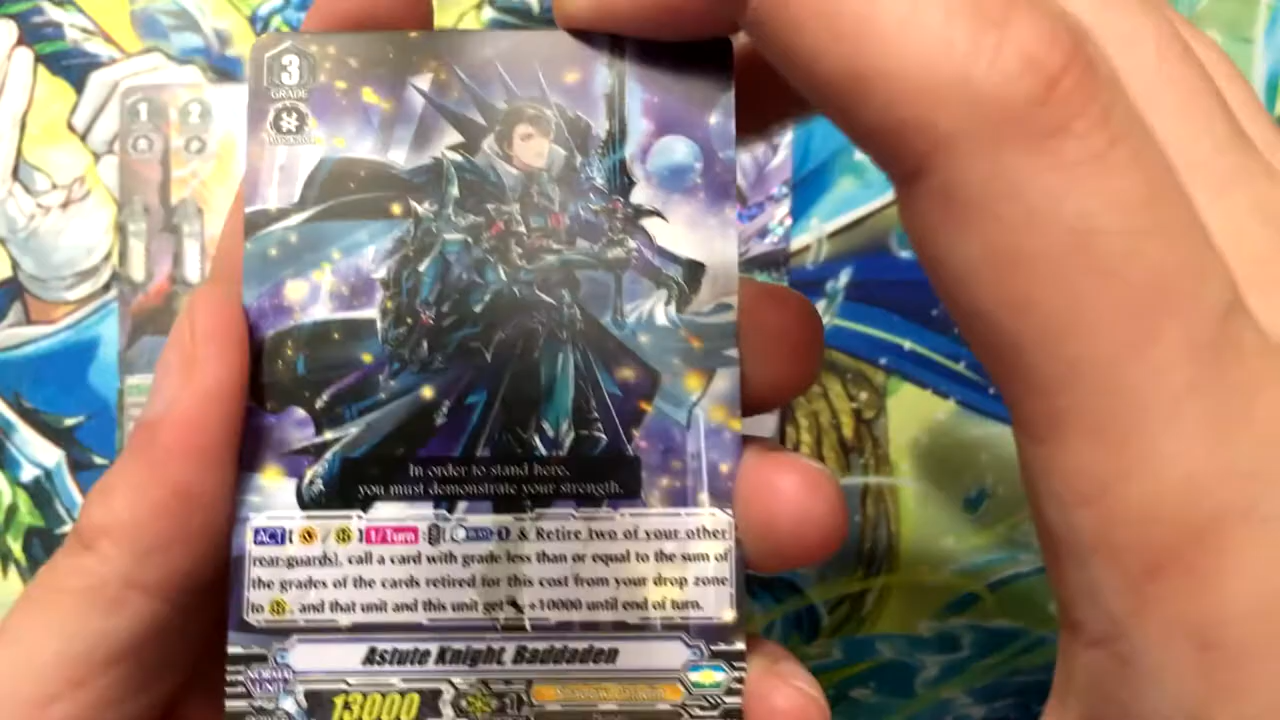 3
GRADE
1 2
In order to stand here,
you must demonstrate your strength.
ACT 1/Turn : & Retire two of your other
rear-guards], call a card with grade less than or equal to the sum of
the grades of the cards retired for this cost from your drop zone
to , and that unit and this unit get +10000 until end of turn.
Astute Knight, Baddaden
NORMAL
UNIT
13000 1 Shadow Paladin